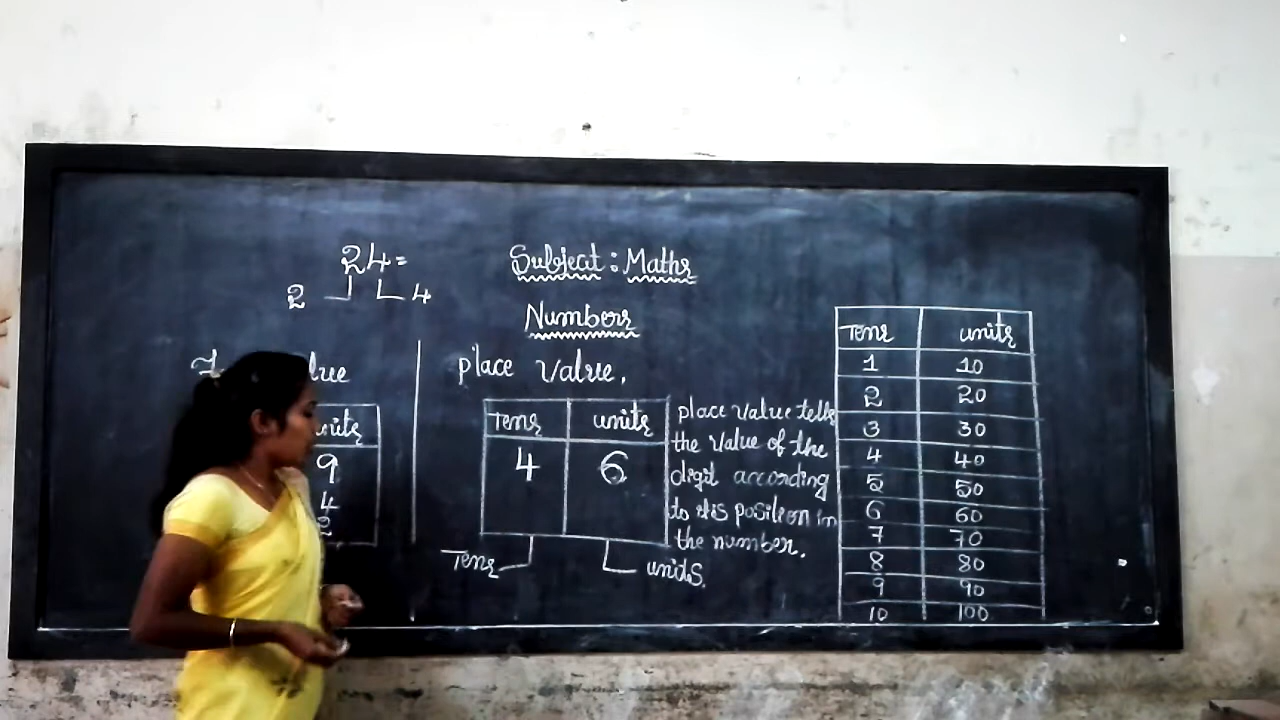 24=
2 4
Subject: Maths
Numbers
units
9
4
2
place value.
Tens units
4 6
Tens units.
place value tells
the value of the
digit according
to its position in
the number.
Tens units
1 10
2 20
3 30
4 40
5 50
6 60
7 70
8 80
9 90
10 100